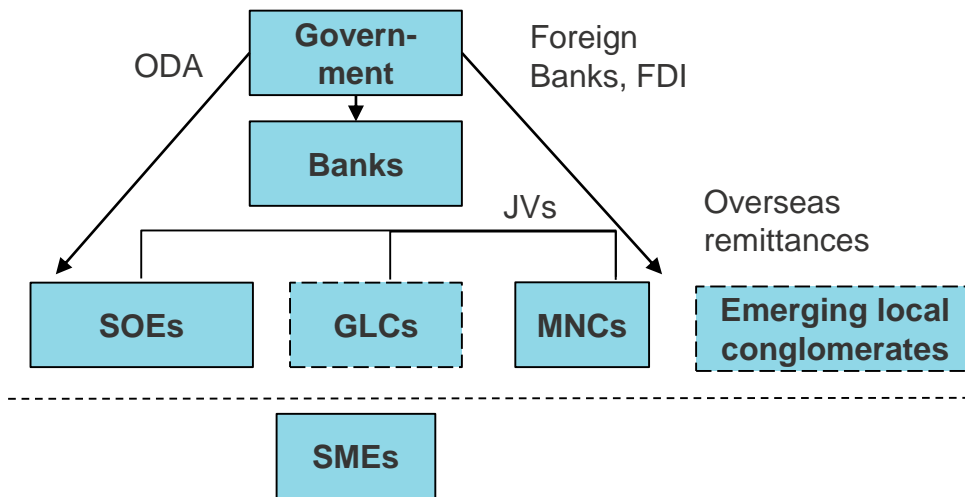 Govern-
ment
ODA
Foreign
Banks, FDI
Banks
JVs
Overseas
remittances
SOEs
GLCs
MNCs
Emerging local
conglomerates
SMEs